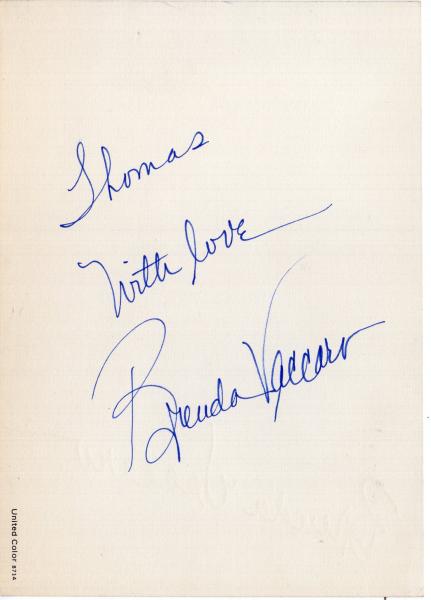 Thomas
With love
Brenda Vaccaro
United Color 8714